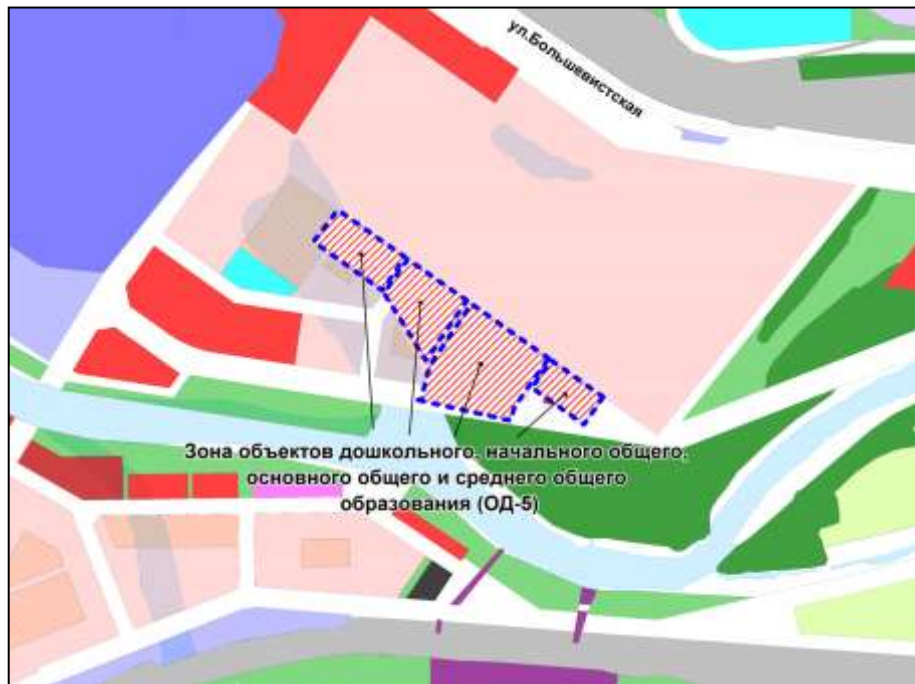 ул.Большевистская
Зона объектов дошкольного, начального общего,
основного общего и среднего общего
образования (ОД-5)